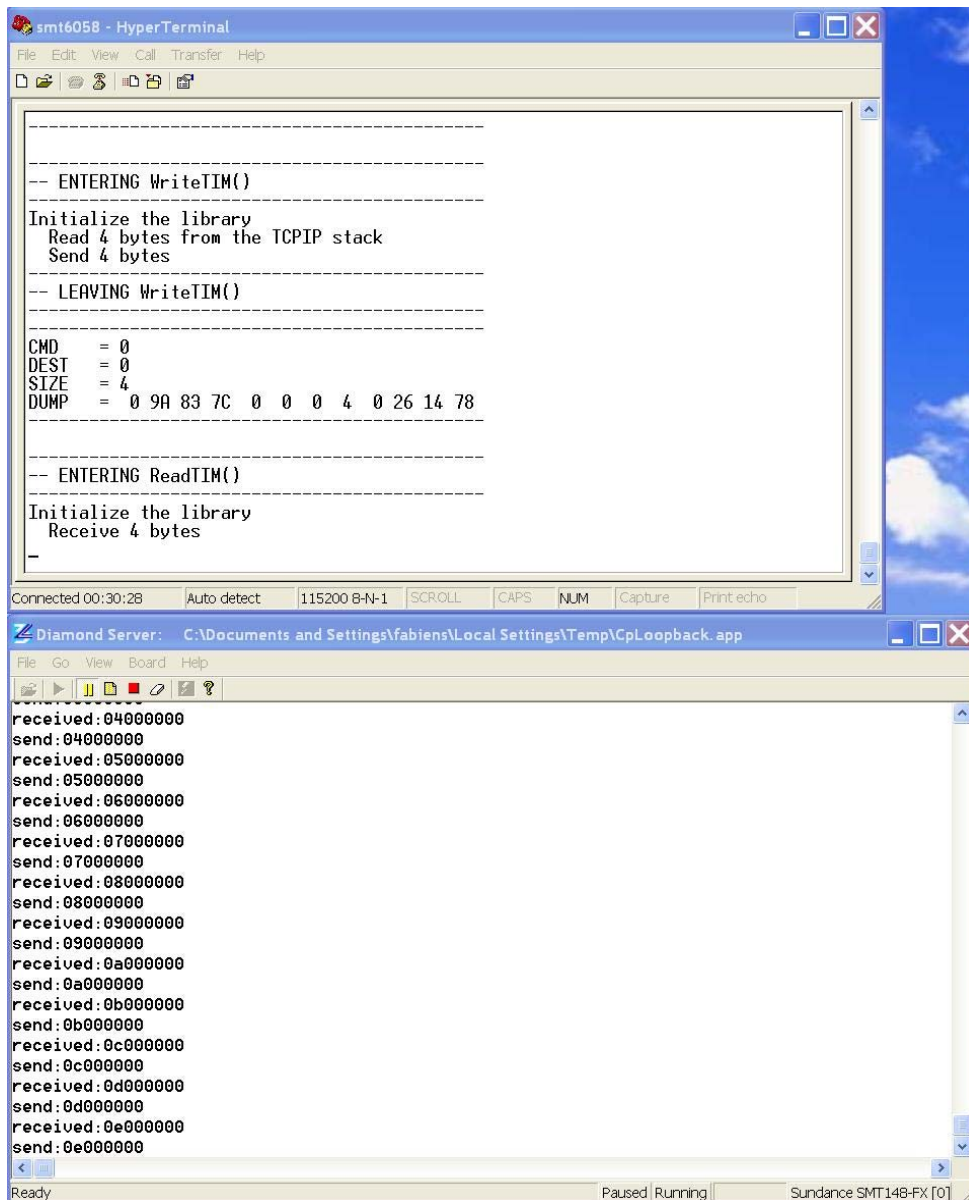 smt6058 - HyperTerminal
File Edit View Call Transfer Help
-- ENTERING WriteTIM()
Initialize the library
Read 4 bytes from the TCPIP stack
Send 4 bytes
-- LEAVING WriteTIM()
CMD = 0
DEST = 0
SIZE = 4
DUMP = 0 9A 83 7C 0 0 0 4 0 26 14 78
-- ENTERING ReadTIM()
Initialize the library
Receive 4 bytes
_
Connected 00:30:28 Auto detect 115200 8-N-1 SCROLL CAPS NUM Capture Print echo
Diamond Server: C:\Documents and Settings\fabiens\Local Settings\Temp\CpLoopback.app
File Go View Board Help
received:04000000
send:04000000
received:05000000
send:05000000
received:06000000
send:06000000
received:07000000
send:07000000
received:08000000
send:08000000
received:09000000
send:09000000
received:0a000000
send:0a000000
received:0b000000
send:0b000000
received:0c000000
send:0c000000
received:0d000000
send:0d000000
received:0e000000
send:0e000000
Ready Paused Running Sundance SMT148-FX [0]